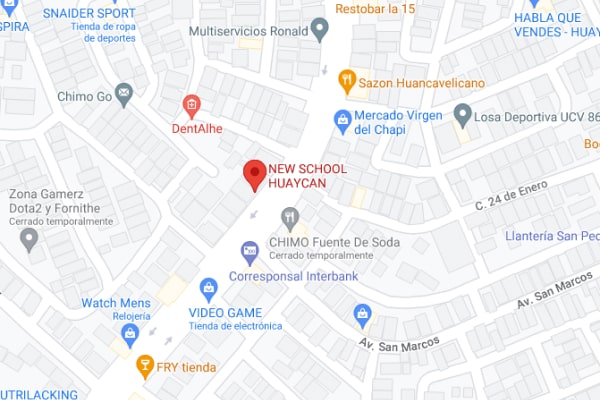 SNAIDER SPORT
Tienda de ropa
de deportes
PIRA
Restobar la 15
HABLA QUE
VENDES - HUAY
Multiservicios Ronald
Sazon Huancavelicano
Chimo Go
DentAlhe
Mercado Virgen
del Chapi
Losa Deportiva UCV 86
Bo
NEW SCHOOL
HUAYCAN
C. 24 de Enero
Zona Gamerz
Dota2 y Fornithe
Cerrado temporalmente
CHIMO Fuente De Soda
Cerrado temporalmente
Llantería San Pe
Corresponsal Interbank
Av. San Marcos
Watch Mens
Relojería
VIDEO GAME
Tienda de electrónica
Av. San Marcos
FRY tienda
UTRILACKING